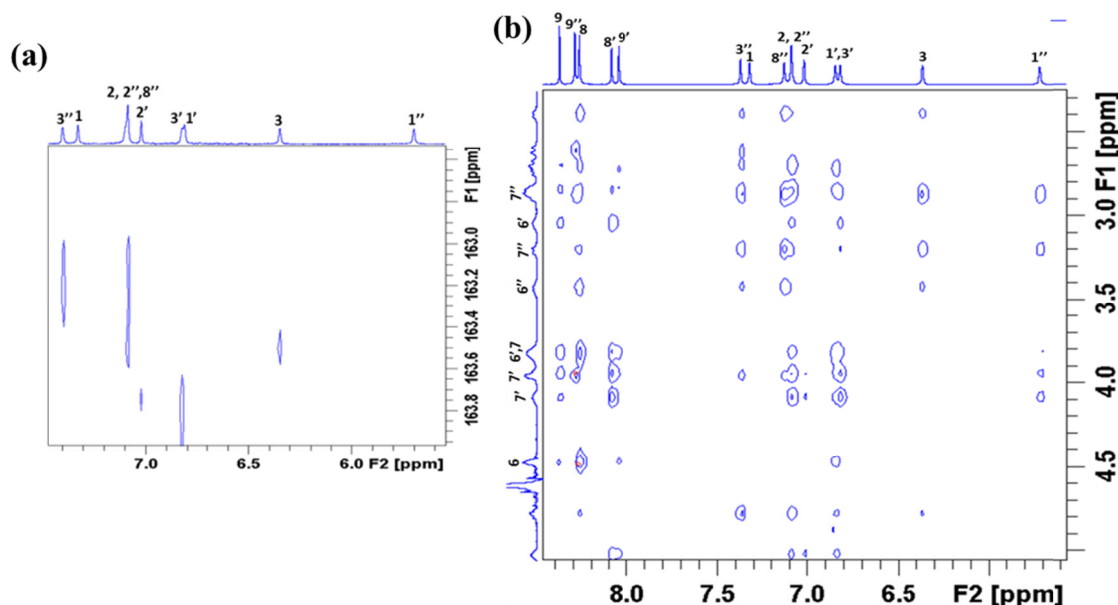 (a)
2, 2’’,8’’
3’’ 1 2’ 3’ 1’ 3 1’’
F1 [ppm]
163.0
163.2
163.4
163.6
163.8
7.0 6.5 6.0 F2 [ppm]
(b)
9 9’’ 8 8’ 9’ 3’’ 1 8’’ 2, 2’’ 2’ 1’,3’ 3 1’’
7’’
6’
7’’
6’’
6’,7
7’
7’
6
3.0 F1 [ppm]
3.5
4.0
4.5
8.0 7.5 7.0 6.5 F2 [ppm]